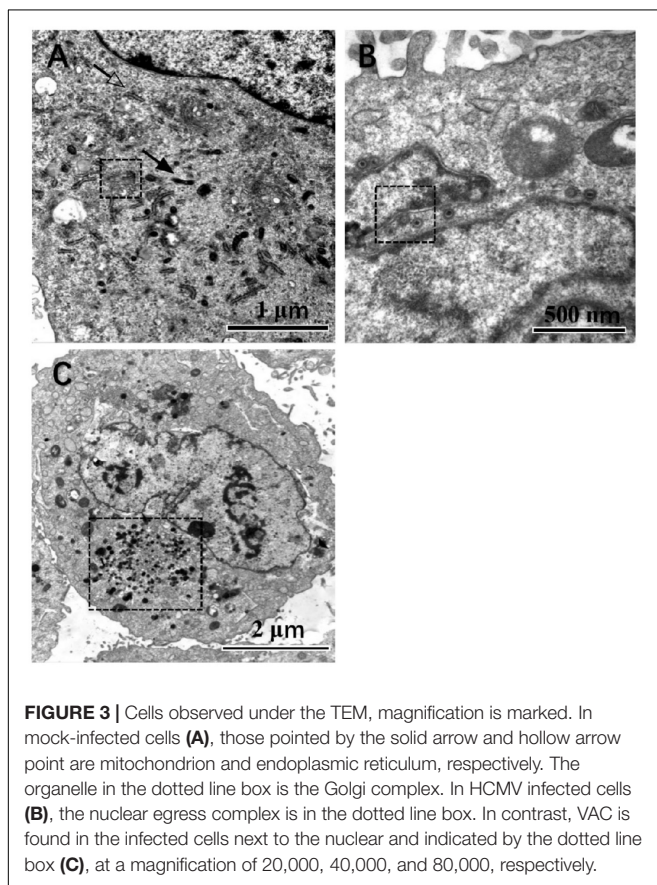 A
B
1 μm
500 nm
C
2 μm
FIGURE 3 | Cells observed under the TEM, magnification is marked. In
mock-infected cells (A), those pointed by the solid arrow and hollow arrow
point are mitochondrion and endoplasmic reticulum, respectively. The
organelle in the dotted line box is the Golgi complex. In HCMV infected cells
(B), the nuclear egress complex is in the dotted line box. In contrast, VAC is
found in the infected cells next to the nuclear and indicated by the dotted line
box (C), at a magnification of 20,000, 40,000, and 80,000, respectively.